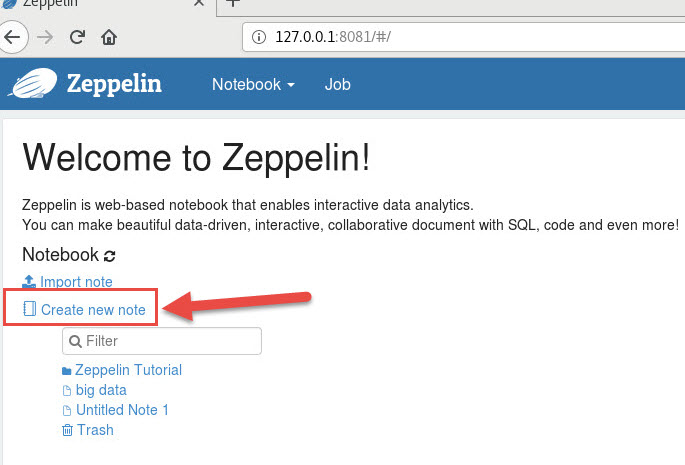 Zeppelin
127.0.0.1:8081/#/
Zeppelin Notebook Job
Welcome to Zeppelin!
Zeppelin is web-based notebook that enables interactive data analytics.
You can make beautiful data-driven, interactive, collaborative document with SQL, code and even more!
Notebook
Import note
Create new note
Filter
Zeppelin Tutorial
big data
Untitled Note 1
Trash